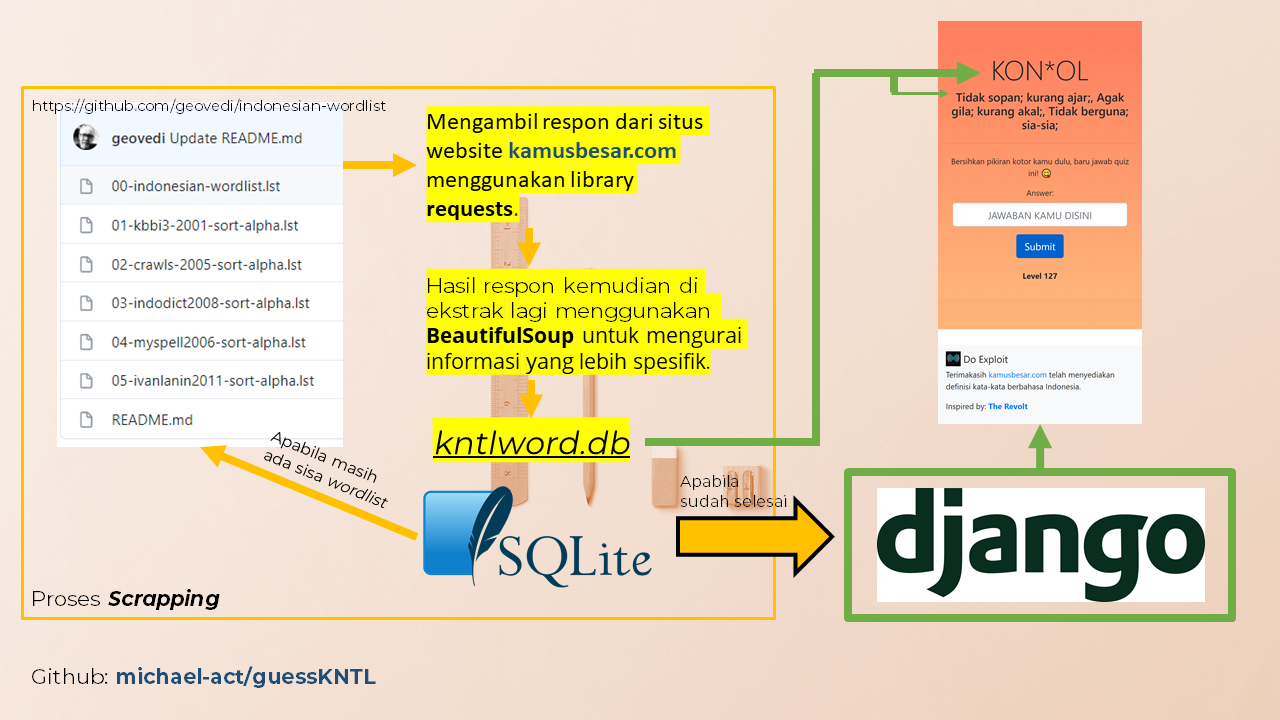 https://github.com/geovedi/indonesian-wordlist
geovedi Update README.md
00-indonesian-wordlist.lst
01-kbbi3-2001-sort-alpha.lst
02-crawls-2005-sort-alpha.lst
03-indodict2008-sort-alpha.lst
04-myspell2006-sort-alpha.lst
05-ivanlanin2011-sort-alpha.lst
README.md
Mengambil respon dari situs
website kamusbesar.com
menggunakan library
requests.
Hasil respon kemudian di
ekstrak lagi menggunakan
BeautifulSoup untuk mengurai
informasi yang lebih spesifik.
kntlword.db
SQLite
Apabila masih
ada sisa wordlist
Apabila
sudah selesai
Proses Scrapping
KON*OL
Tidak sopan; kurang ajar;, Agak
gila; kurang akal;, Tidak berguna;
sia-sia;
Bersihkan pikiran kotor kamu dulu, baru jawab quiz
ini! 😋
Answer:
JAWABAN KAMU DISINI
Submit
Level 127
Do Exploit
Terimakasih kamusbesar.com telah menyediakan
definisi kata-kata berbahasa Indonesia.
Inspired by: The Revolt
django
Github: michael-act/guessKNTL